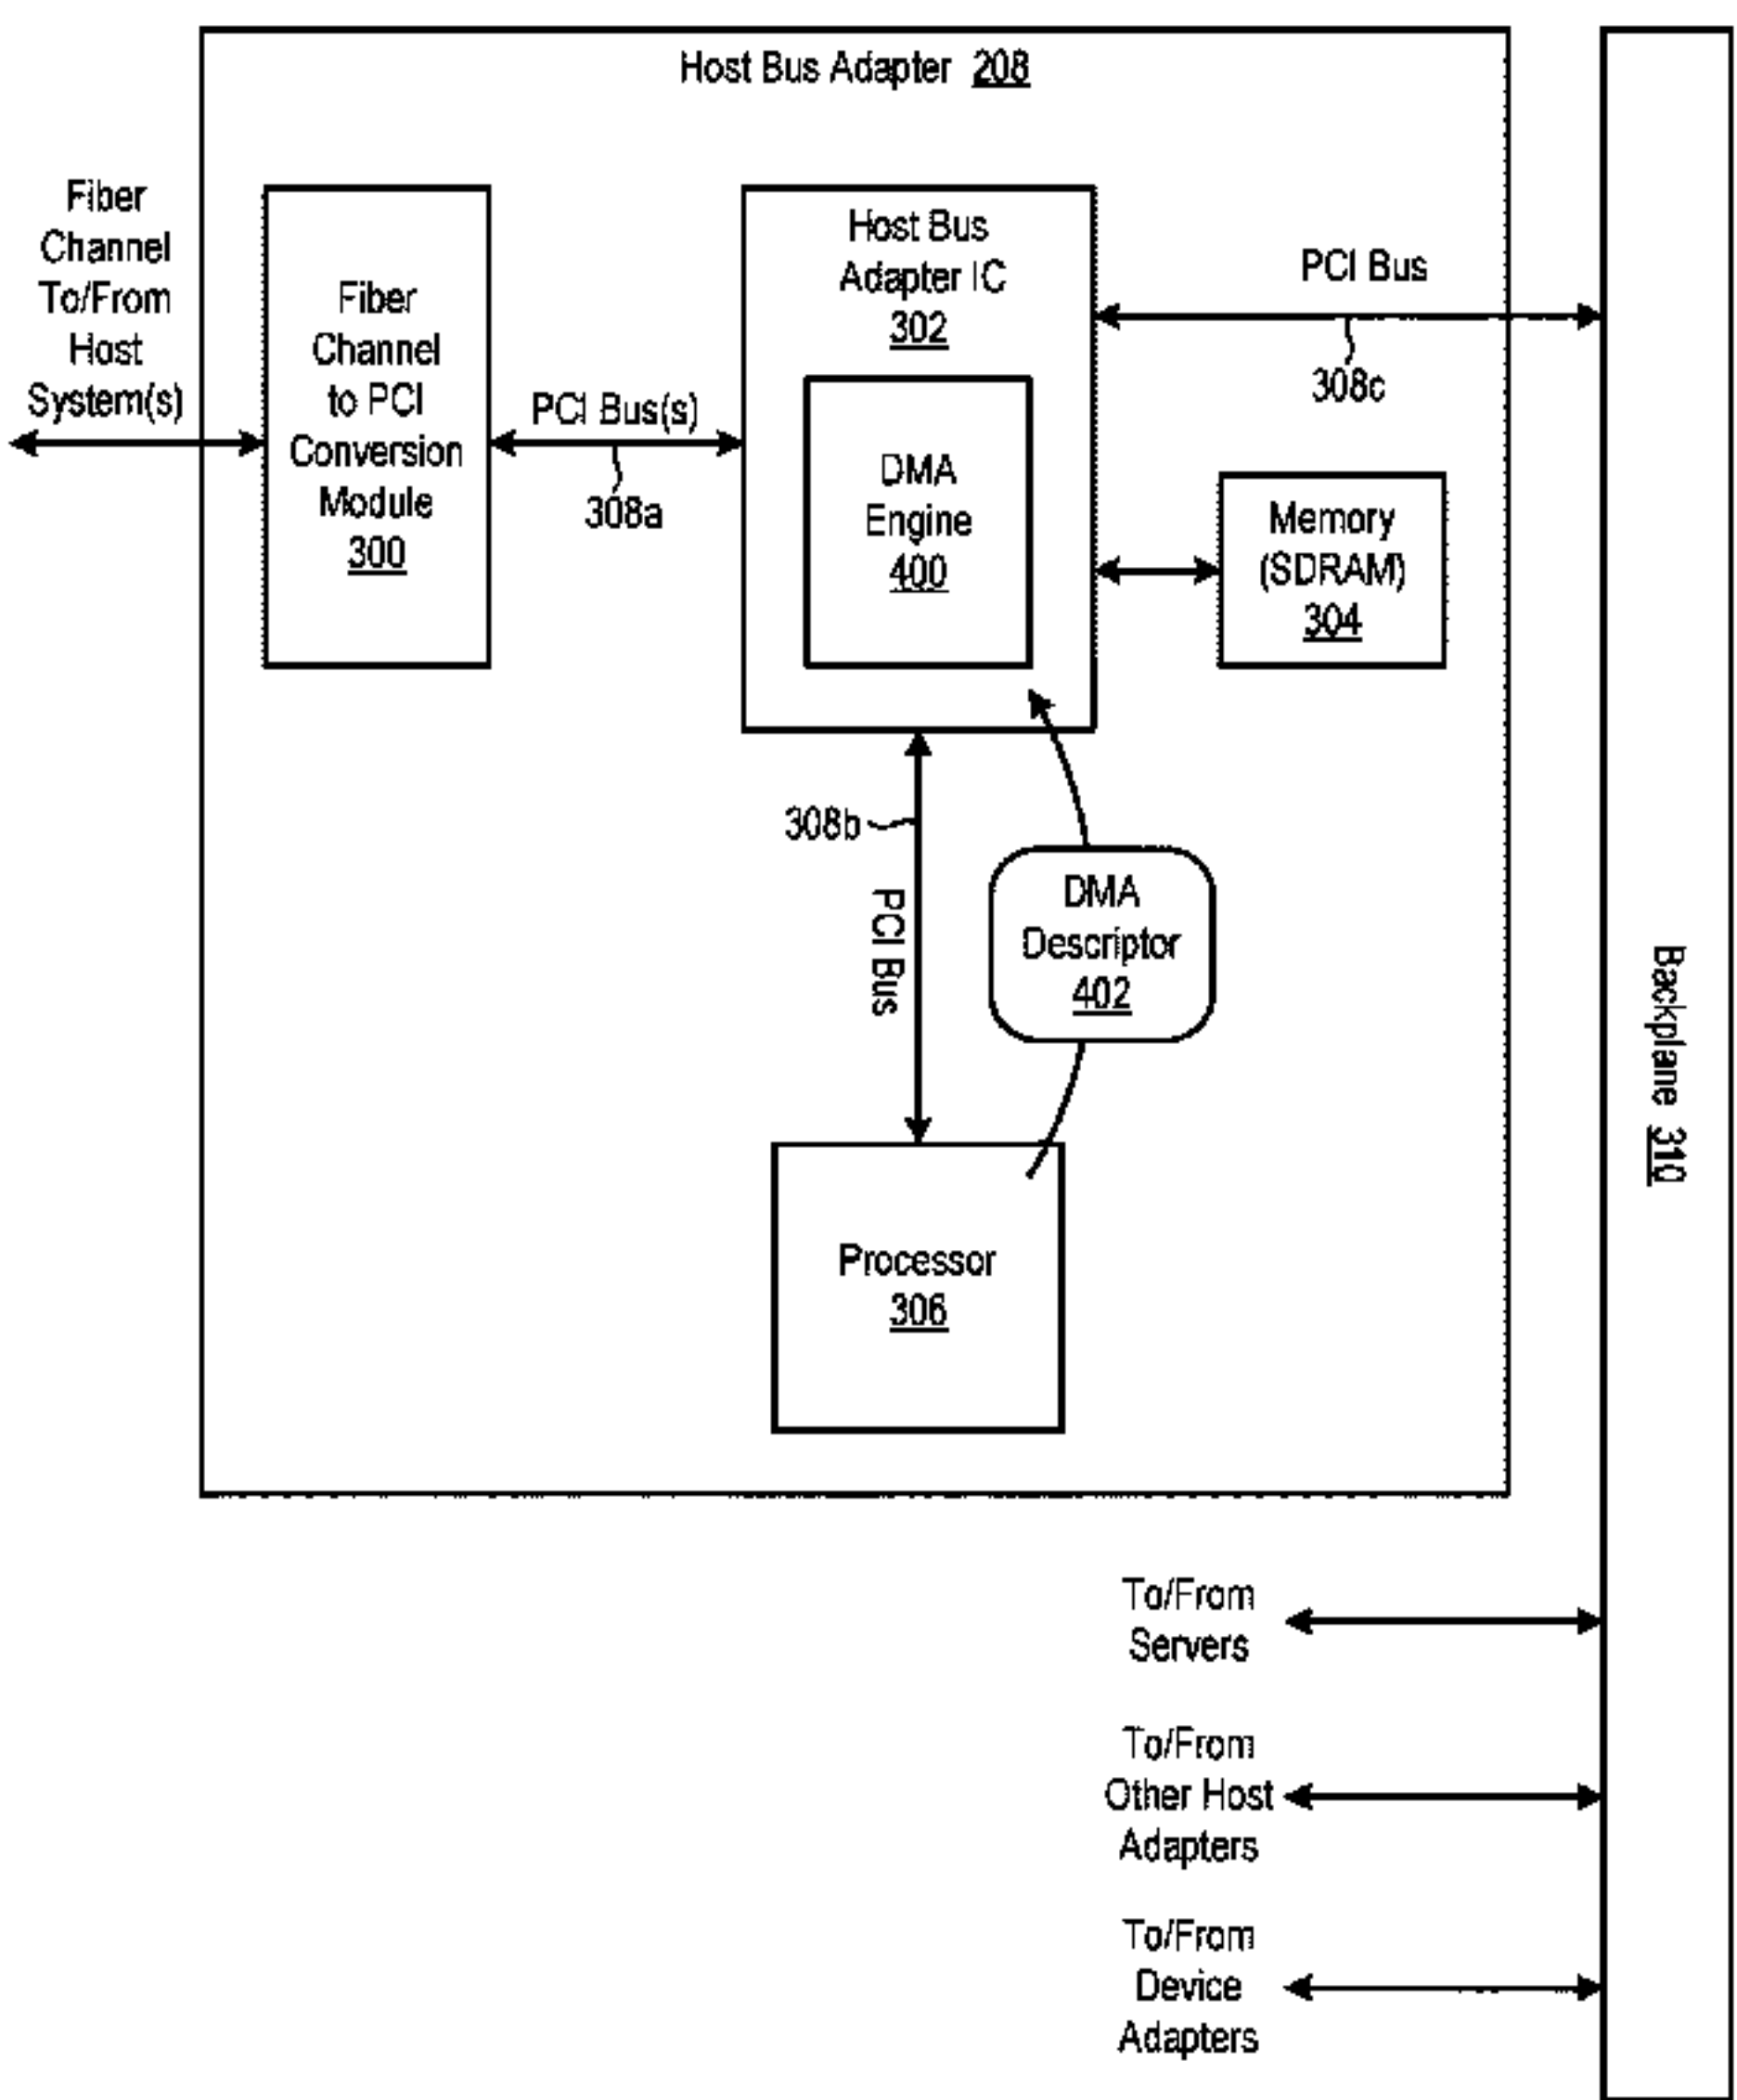 Host Bus Adapter 208
Fiber
Channel
To/From
Host
System(s)
Fiber
Channel
to PCI
Conversion
Module
300
PCI Bus(s)
308a
Host Bus
Adapter IC
302
DMA
Engine
400
PCI Bus
308c
Memory
(SDRAM)
304
308b
PCI Bus
DMA
Descriptor
402
Processor
306
Backplane 310
To/From
Servers
To/From
Other Host
Adapters
To/From
Device
Adapters